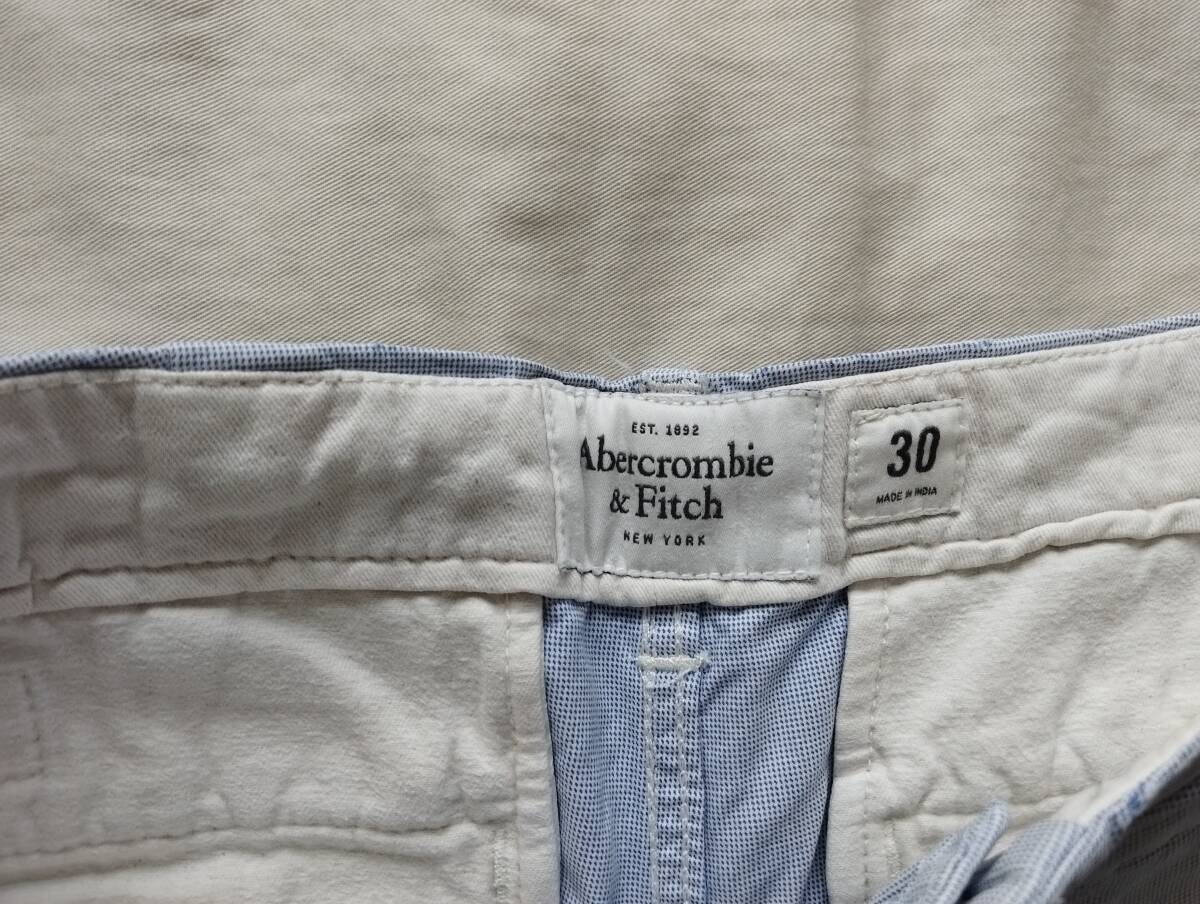 EST. 1892
Abercrombie
& Fitch
NEW YORK
30
MADE IN INDIA